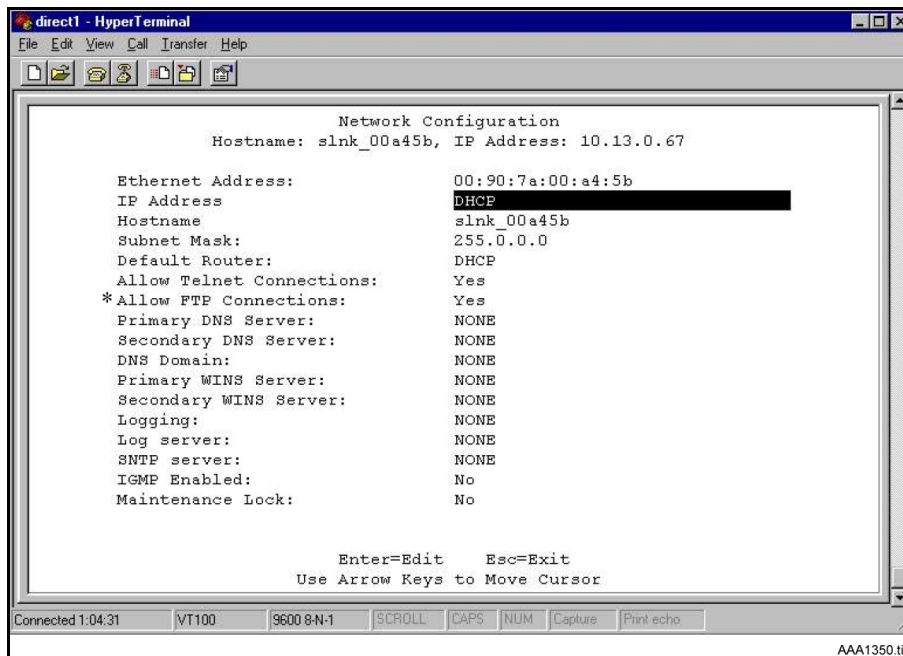 direct1 - HyperTerminal
File Edit View Call Transfer Help
Network Configuration
Hostname: slnk_00a45b, IP Address: 10.13.0.67
Ethernet Address: 00:90:7a:00:a4:5b
IP Address DHCP
Hostname slnk_00a45b
Subnet Mask: 255.0.0.0
Default Router: DHCP
Allow Telnet Connections: Yes
*Allow FTP Connections: Yes
Primary DNS Server: NONE
Secondary DNS Server: NONE
DNS Domain: NONE
Primary WINS Server: NONE
Secondary WINS Server: NONE
Logging: NONE
Log server: NONE
SNTP server: NONE
IGMP Enabled: No
Maintenance Lock: No
Enter=Edit Esc=Exit
Use Arrow Keys to Move Cursor
Connected 1:04:31 VT100 9600 8-N-1 SCROLL CAPS NUM Capture Print echo
AAA1350.ti